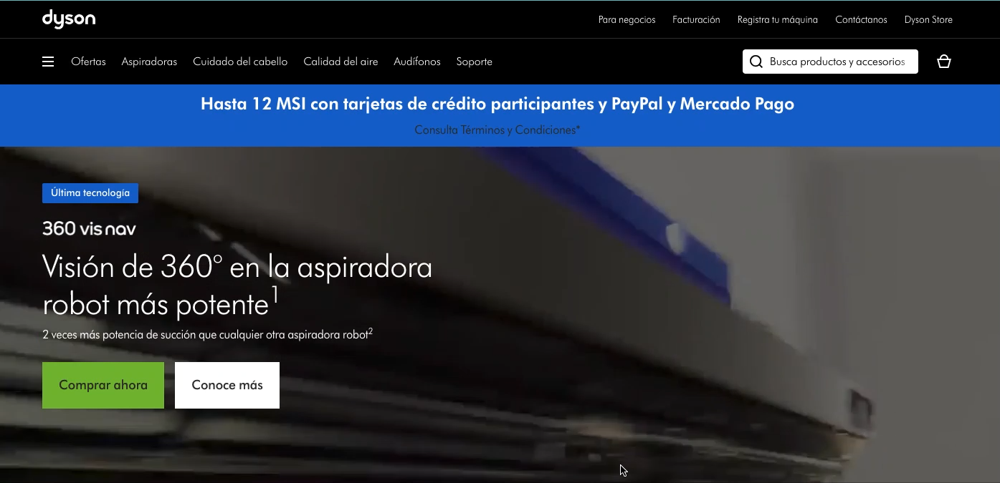 dyson
Para negocios Facturación Registra tu máquina Contáctanos Dyson Store
Ofertas Aspiradoras Cuidado del cabello Calidad del aire Audífonos Soporte Busca productos y accesorios
Hasta 12 MSI con tarjetas de crédito participantes y PayPal y Mercado Pago
Consulta Términos y Condiciones*
Última tecnología
360 vis nav
Visión de 360° en la aspiradora
robot más potente¹
2 veces más potencia de succión que cualquier otra aspiradora robot²
Comprar ahora Conoce más